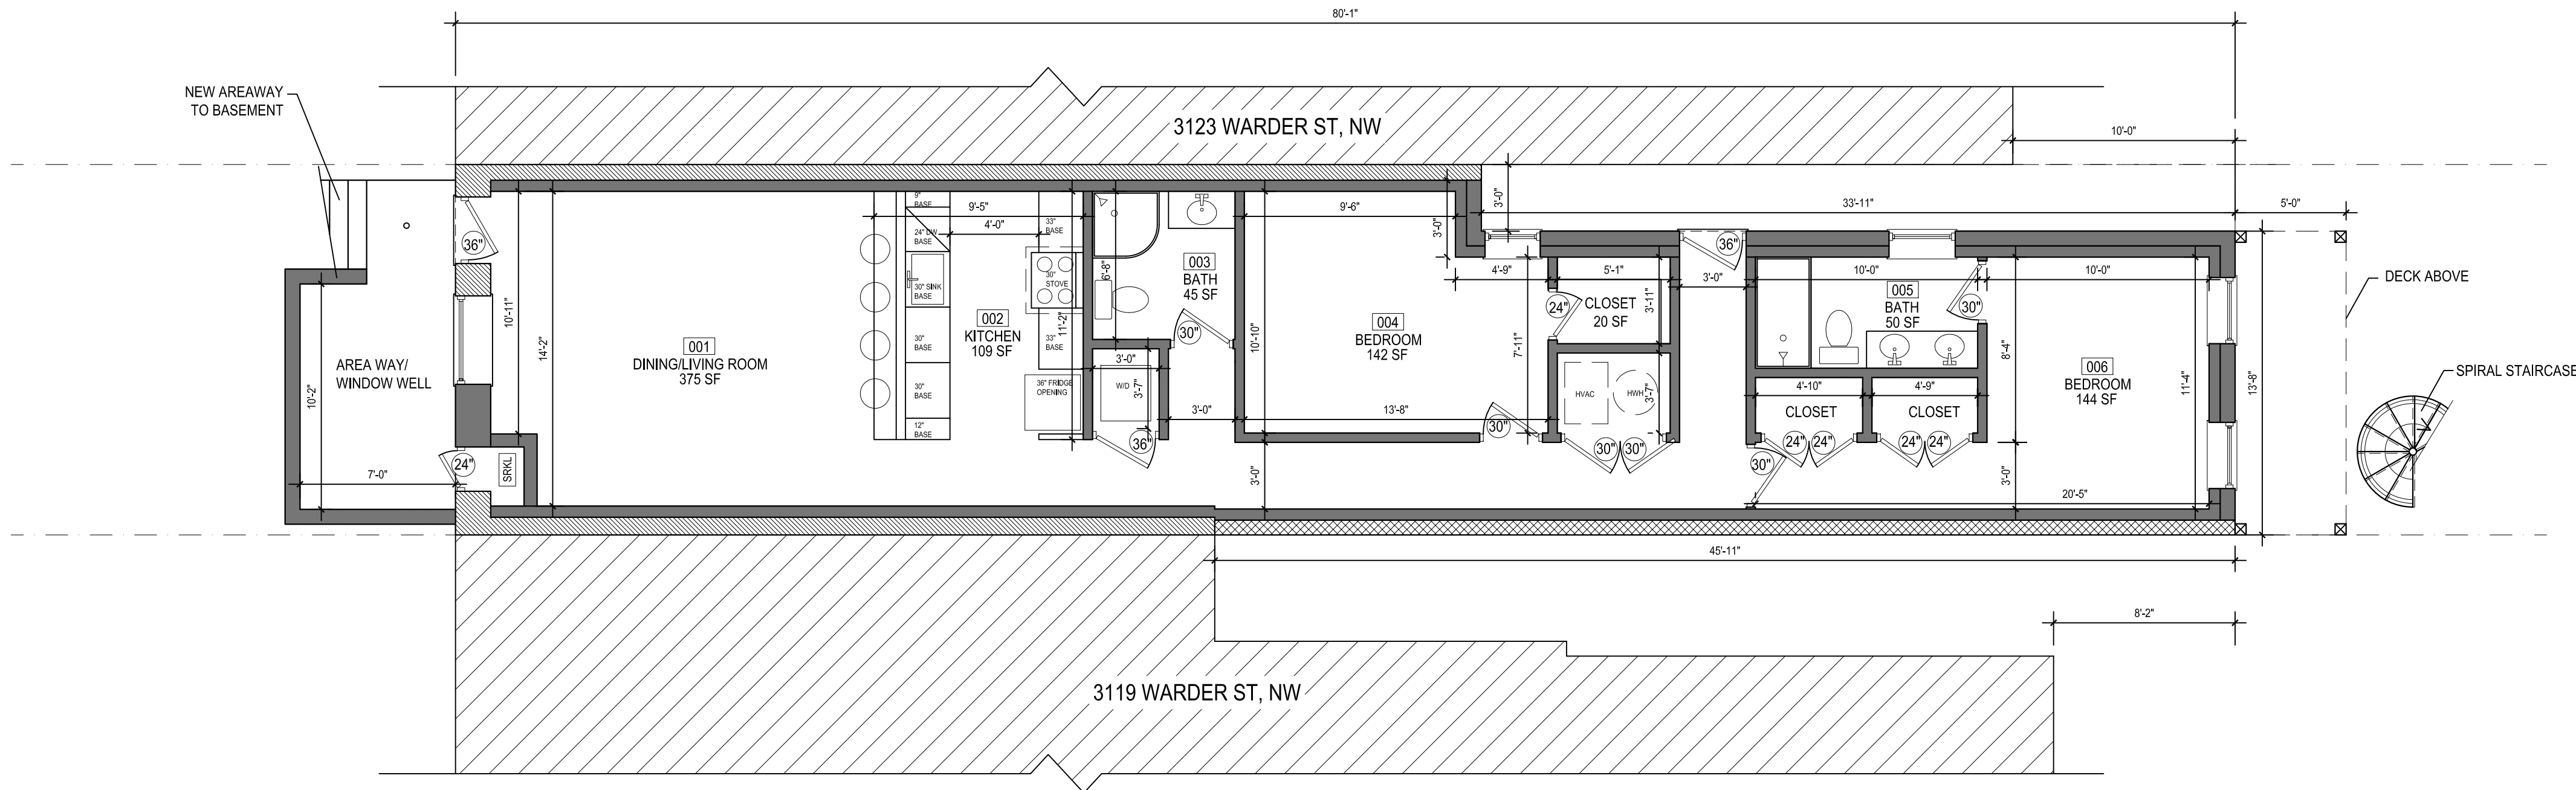 80'-1"
NEW AREAWAY
TO BASEMENT
3123 WARDER ST, NW
10'-0"
3'-0"
33'-11"
5'-0"
36"
10'-11"
14'-2"
9"
BASE
9'-5"
4'-0"
24" DW
BASE
33"
BASE
30" SINK
BASE
30"
STOVE
30"
BASE
33"
BASE
30"
BASE
36" FRIDGE
OPENING
12"
BASE
002
KITCHEN
109 SF
11'-2"
6'-8"
003
BATH
45 SF
30"
3'-0"
W/D
3'-7"
36"
3'-0"
9'-6"
3'-0"
10'-10"
004
BEDROOM
142 SF
13'-8"
30"
4'-9"
7'-11"
24"
5'-1"
CLOSET
20 SF
3'-11"
HVAC
HWH
3'-7"
30"
30"
36"
3'-0"
10'-0"
005
BATH
50 SF
30"
10'-0"
4'-10"
CLOSET
24"
24"
4'-9"
CLOSET
24"
24"
30"
8'-4"
3'-0"
006
BEDROOM
144 SF
11'-4"
20'-5"
13'-8"
DECK ABOVE
SPIRAL STAIRCASE
001
DINING/LIVING ROOM
375 SF
AREA WAY/
WINDOW WELL
10'-2"
7'-0"
24"
SRKL
3'-0"
45'-11"
8'-2"
3119 WARDER ST, NW